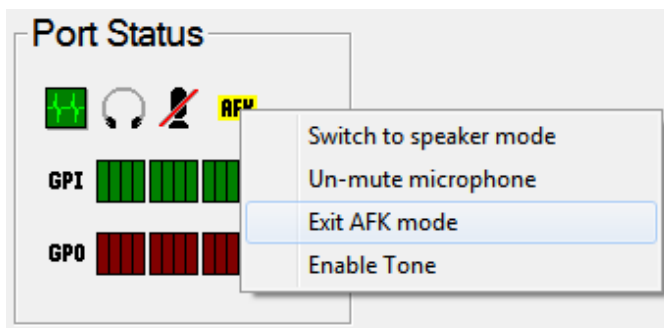 Port Status
AFK
Switch to speaker mode
Un-mute microphone
Exit AFK mode
Enable Tone
GPI
GPO